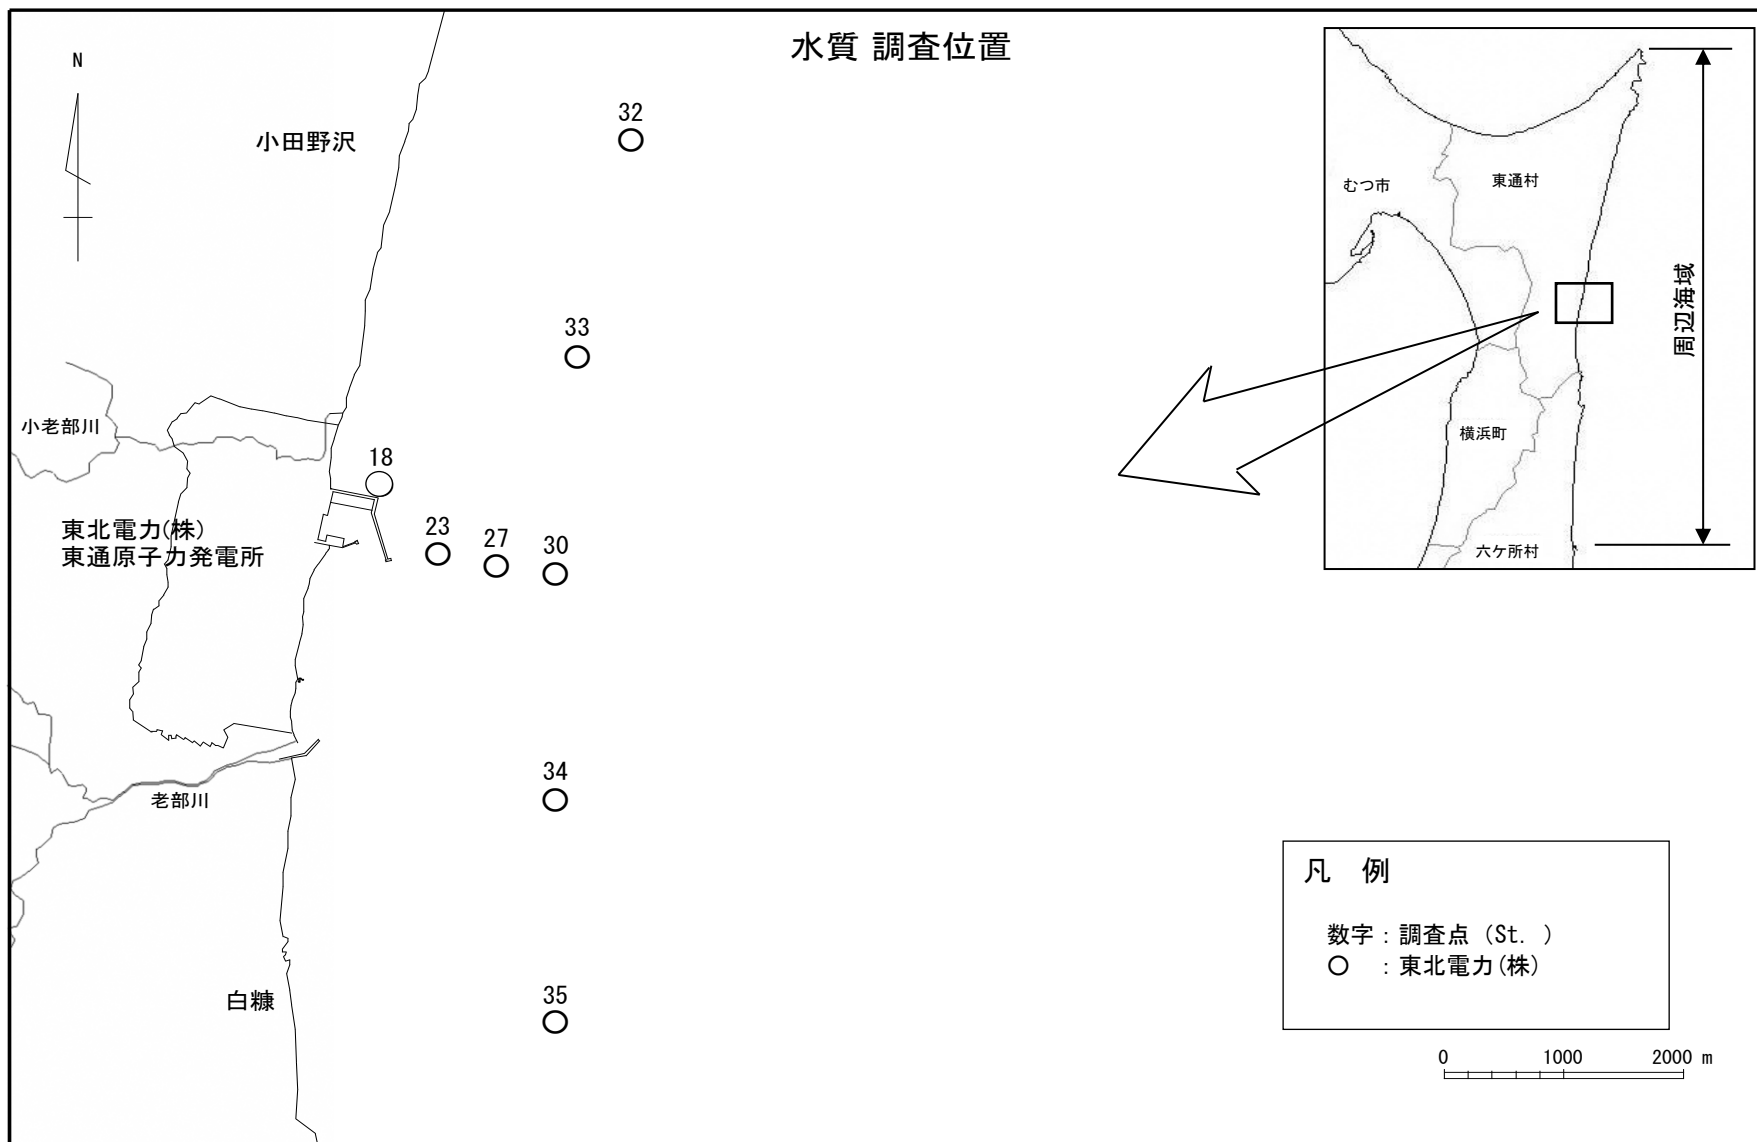 水質 調査位置
N
小田野沢
32
33
小老部川
18
東北電力(株)
東通原子力発電所
23
27
30
老部川
34
白糠
35
むつ市
東通村
横浜町
六ケ所村
周辺海域
凡 例
数字：調査点（St. ）
○ ：東北電力(株)
0 1000 2000 m